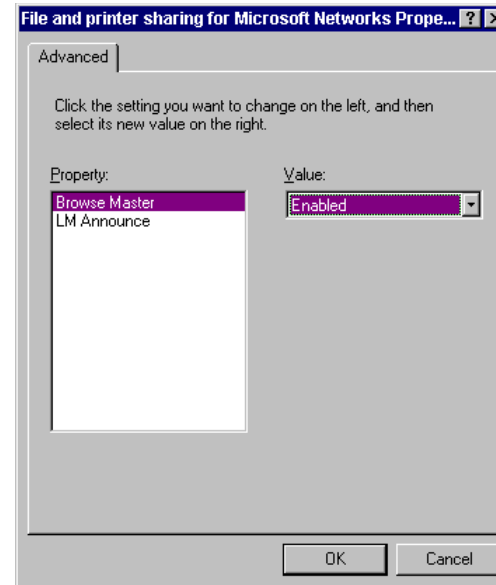 File and printer sharing for Microsoft Networks Prope... ?
Advanced
Click the setting you want to change on the left, and then
select its new value on the right.
Property: Value:
Browse Master Enabled
LM Announce
OK Cancel